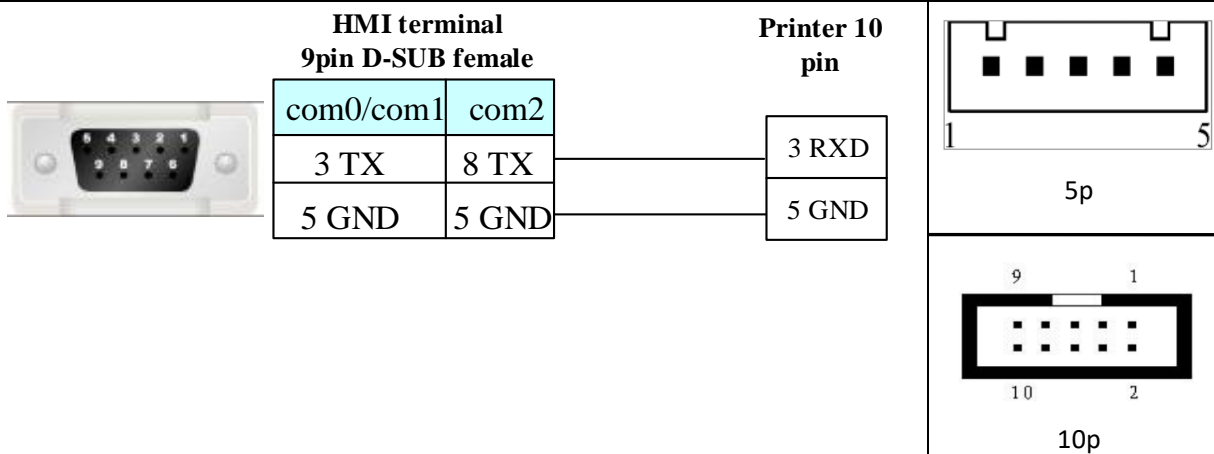 HMI terminal
9pin D-SUB female
Printer 10
pin
com0/com1 com2
3 TX 8 TX
5 GND 5 GND
3 RXD
5 GND
5 4 3 2 1
9 8 7 6
1 5
5p
9 1
10 2
10p